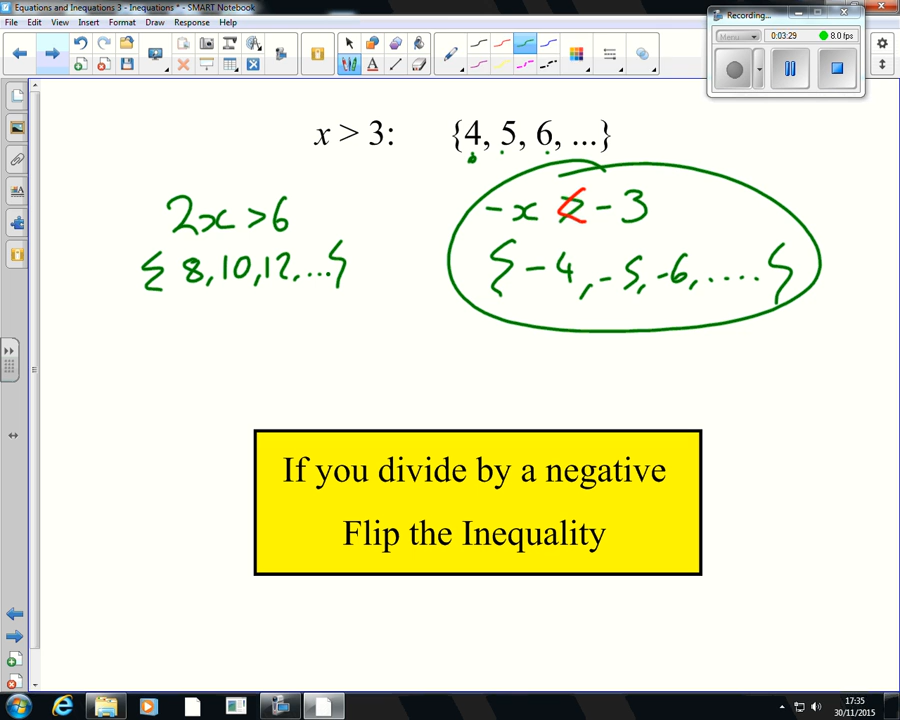 Equations and Inequations 3 - Inequations * - SMART Notebook
File Edit View Insert Format Draw Response Help
Recording...
Menu
0:03:29
8.0 fps
x > 3: {4, 5, 6, ...}
2x > 6
{ 8, 10, 12, ... }
-x < -3
{ -4, -5, -6, .... }
If you divide by a negative
Flip the Inequality
17:35
30/11/2015